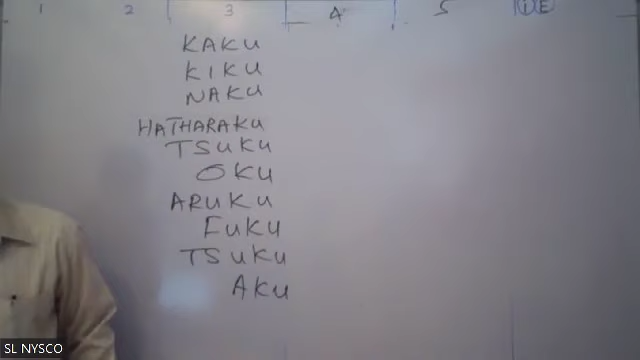 1 2 3 4 5 (i)E
KAKU
KIKU
NAKU
HATHARAKU
TSUKU
OKU
ARUKU
FUKU
TSUKU
AKU
SL NYSCO